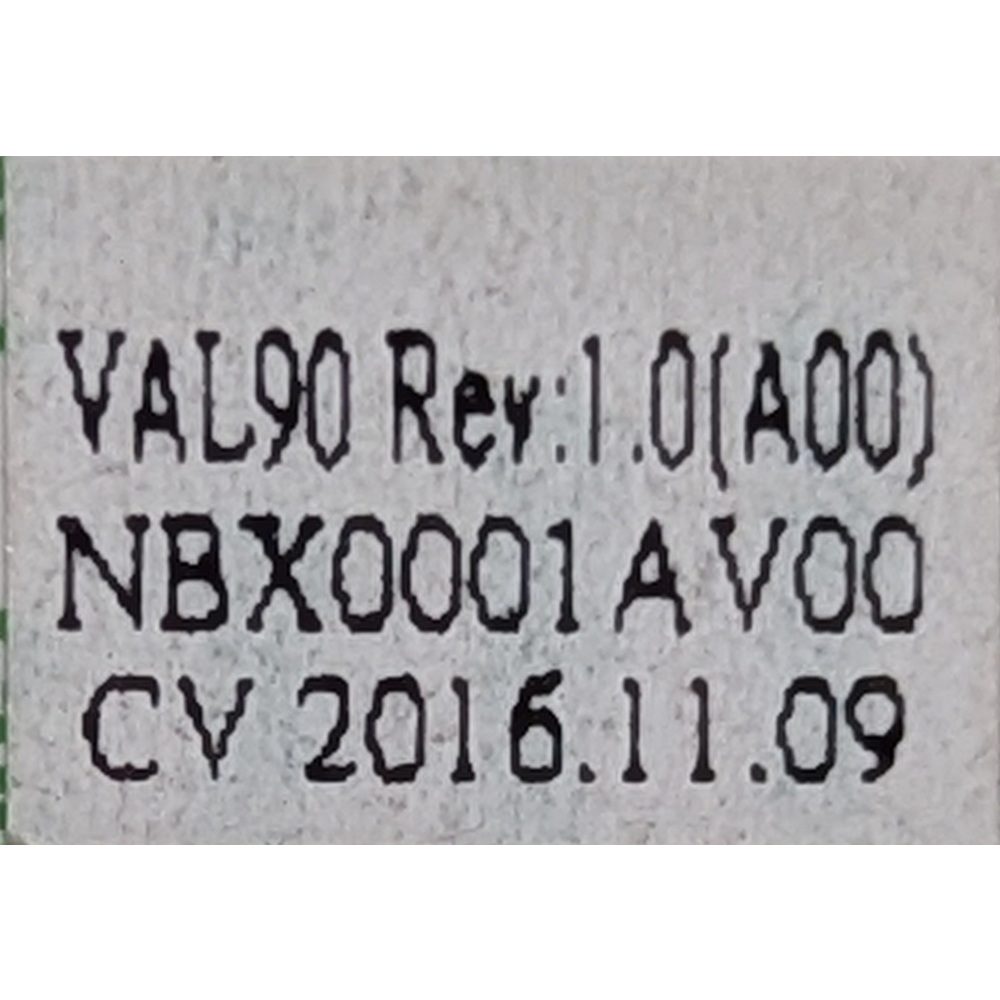 VAL90 Rev:1.0(A00)
NBX0001AV00
CV 2016.11.09